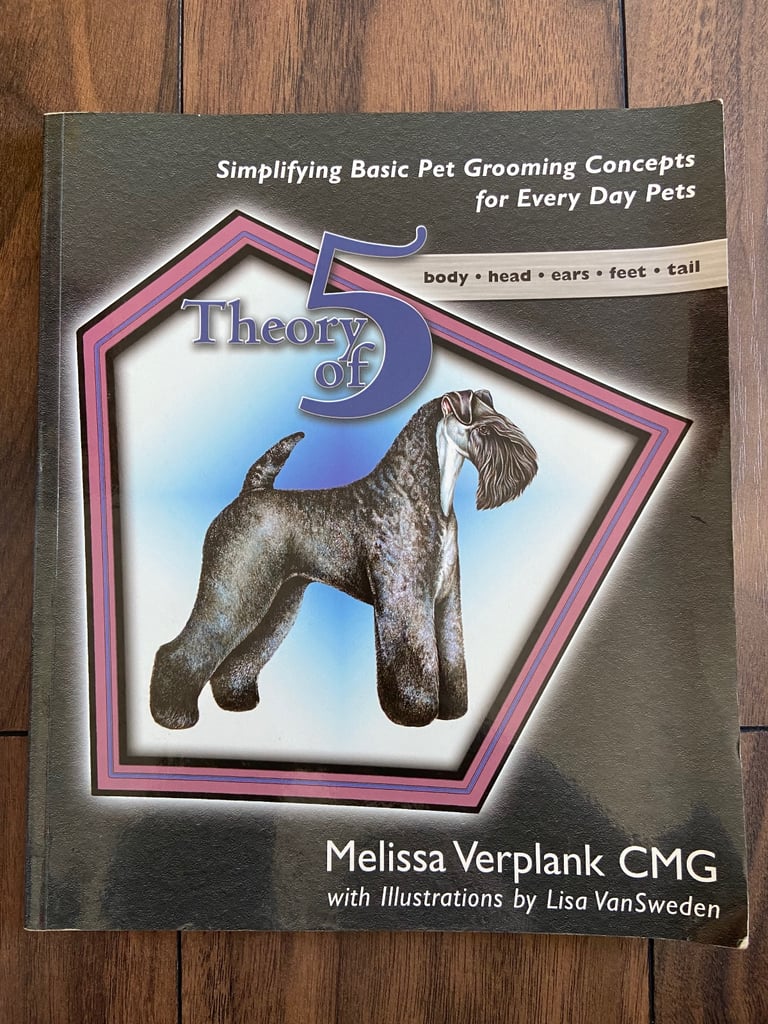 Simplifying Basic Pet Grooming Concepts
for Every Day Pets
body • head • ears • feet • tail
Theory
of
5
Melissa Verplank CMG
with Illustrations by Lisa VanSweden